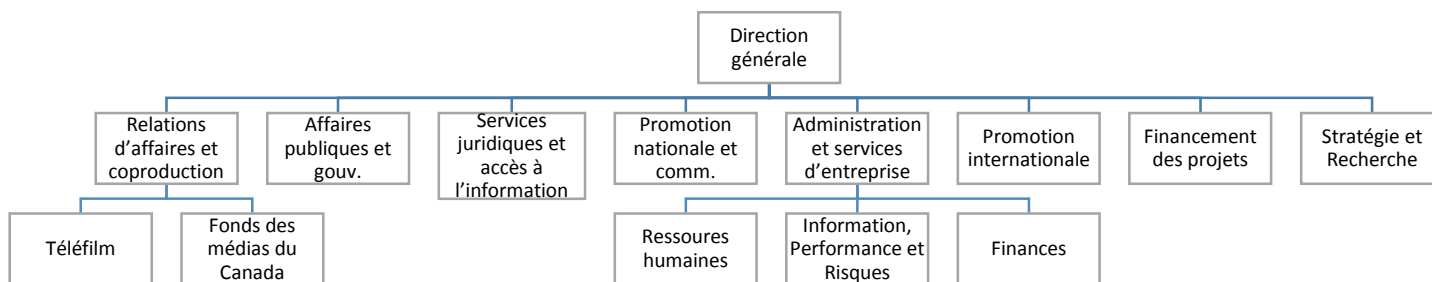 Direction
générale
Relations
d'affaires et
coproduction
Affaires
publiques et
gouv.
Services
juridiques et
accès à
l'information
Promotion
nationale et
comm.
Administration
et services
d'entreprise
Promotion
internationale
Financement
des projets
Stratégie et
Recherche
Téléfilm
Fonds des
médias du
Canada
Ressoures
humaines
Information,
Performance et
Risques
Finances